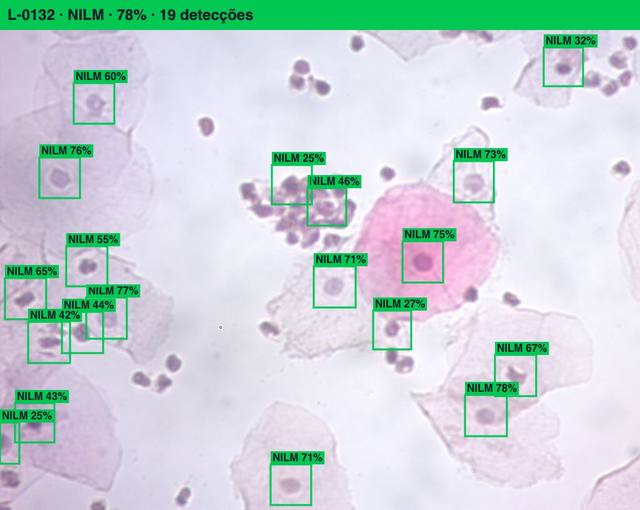 L-0132 · NILM · 78% · 19 detecções
NILM 32%
NILM 60%
NILM 76%
NILM 25%
NILM 46%
NILM 73%
NILM 75%
NILM 55%
NILM 71%
NILM 65%
NILM 77%
NILM 44%
NILM 42%
NILM 27%
NILM 67%
NILM 78%
NILM 43%
NILM 25%
NILM 71%